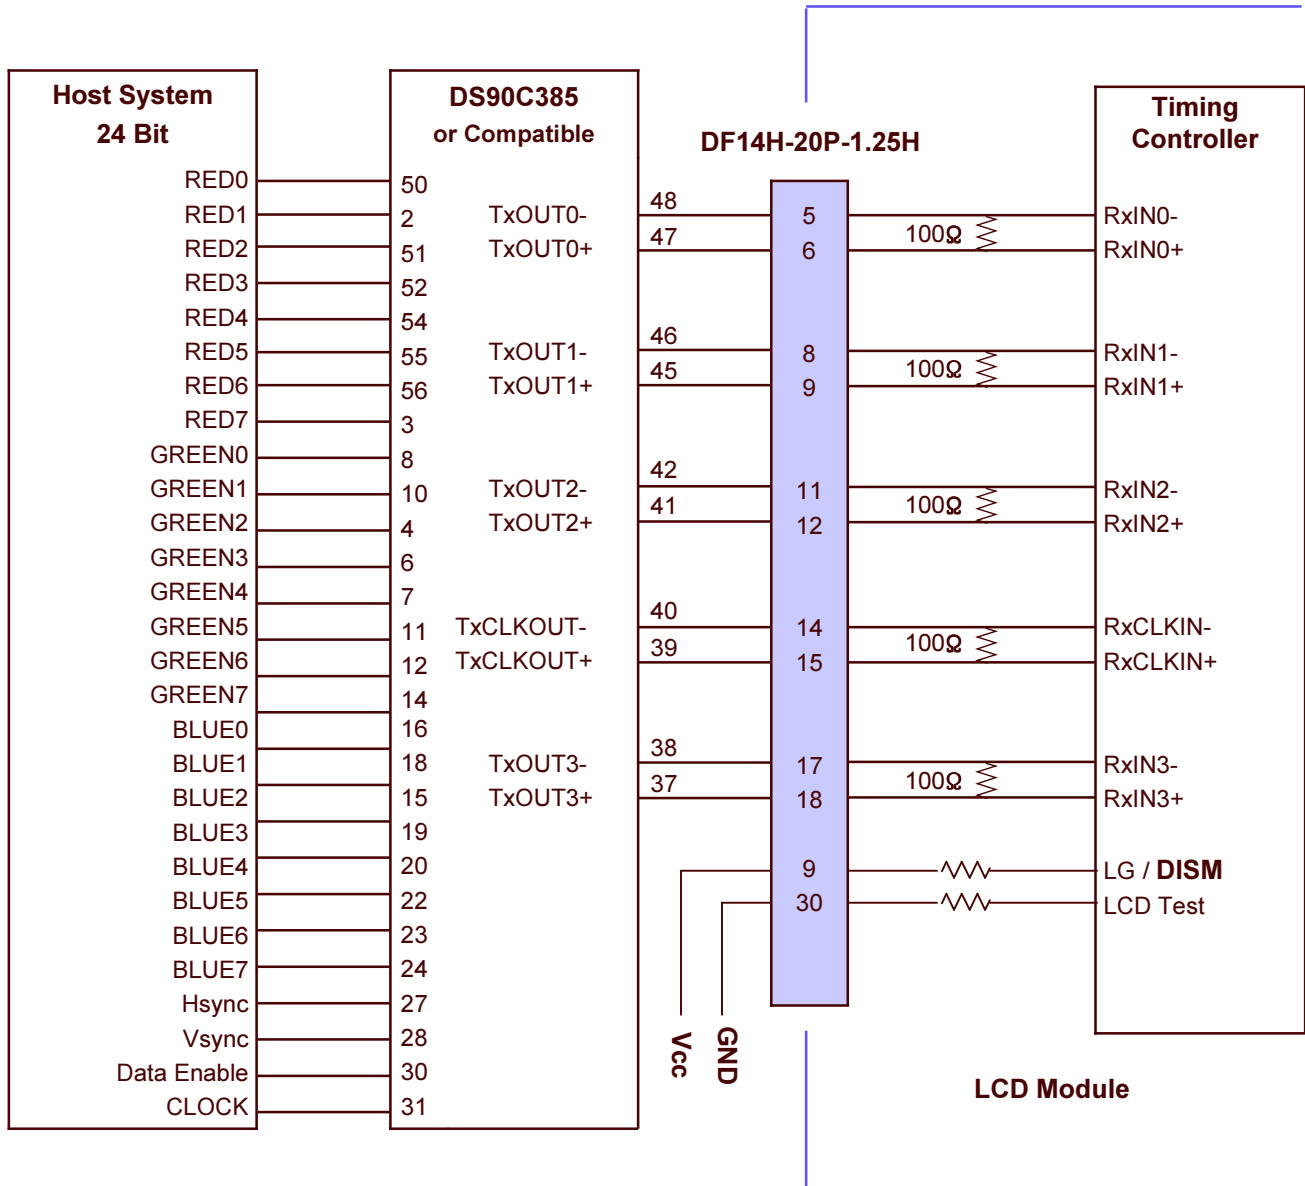 Host System
24 Bit
RED0
RED1
RED2
RED3
RED4
RED5
RED6
RED7
GREEN0
GREEN1
GREEN2
GREEN3
GREEN4
GREEN5
GREEN6
GREEN7
BLUE0
BLUE1
BLUE2
BLUE3
BLUE4
BLUE5
BLUE6
BLUE7
Hsync
Vsync
Data Enable
CLOCK
DS90C385
or Compatible
50
2
51
52
54
55
56
3
8
10
4
6
7
11
12
14
16
18
15
19
20
22
23
24
27
28
30
31
TxOUT0-
TxOUT0+
TxOUT1-
TxOUT1+
TxOUT2-
TxOUT2+
TxCLKOUT-
TxCLKOUT+
TxOUT3-
TxOUT3+
48
47
46
45
42
41
40
39
38
37
Vcc
GND
DF14H-20P-1.25H
5
6
8
9
11
12
14
15
17
18
9
30
100Ω
100Ω
100Ω
100Ω
100Ω
Timing
Controller
RxIN0-
RxIN0+
RxIN1-
RxIN1+
RxIN2-
RxIN2+
RxCLKIN-
RxCLKIN+
RxIN3-
RxIN3+
LG / DISM
LCD Test
LCD Module